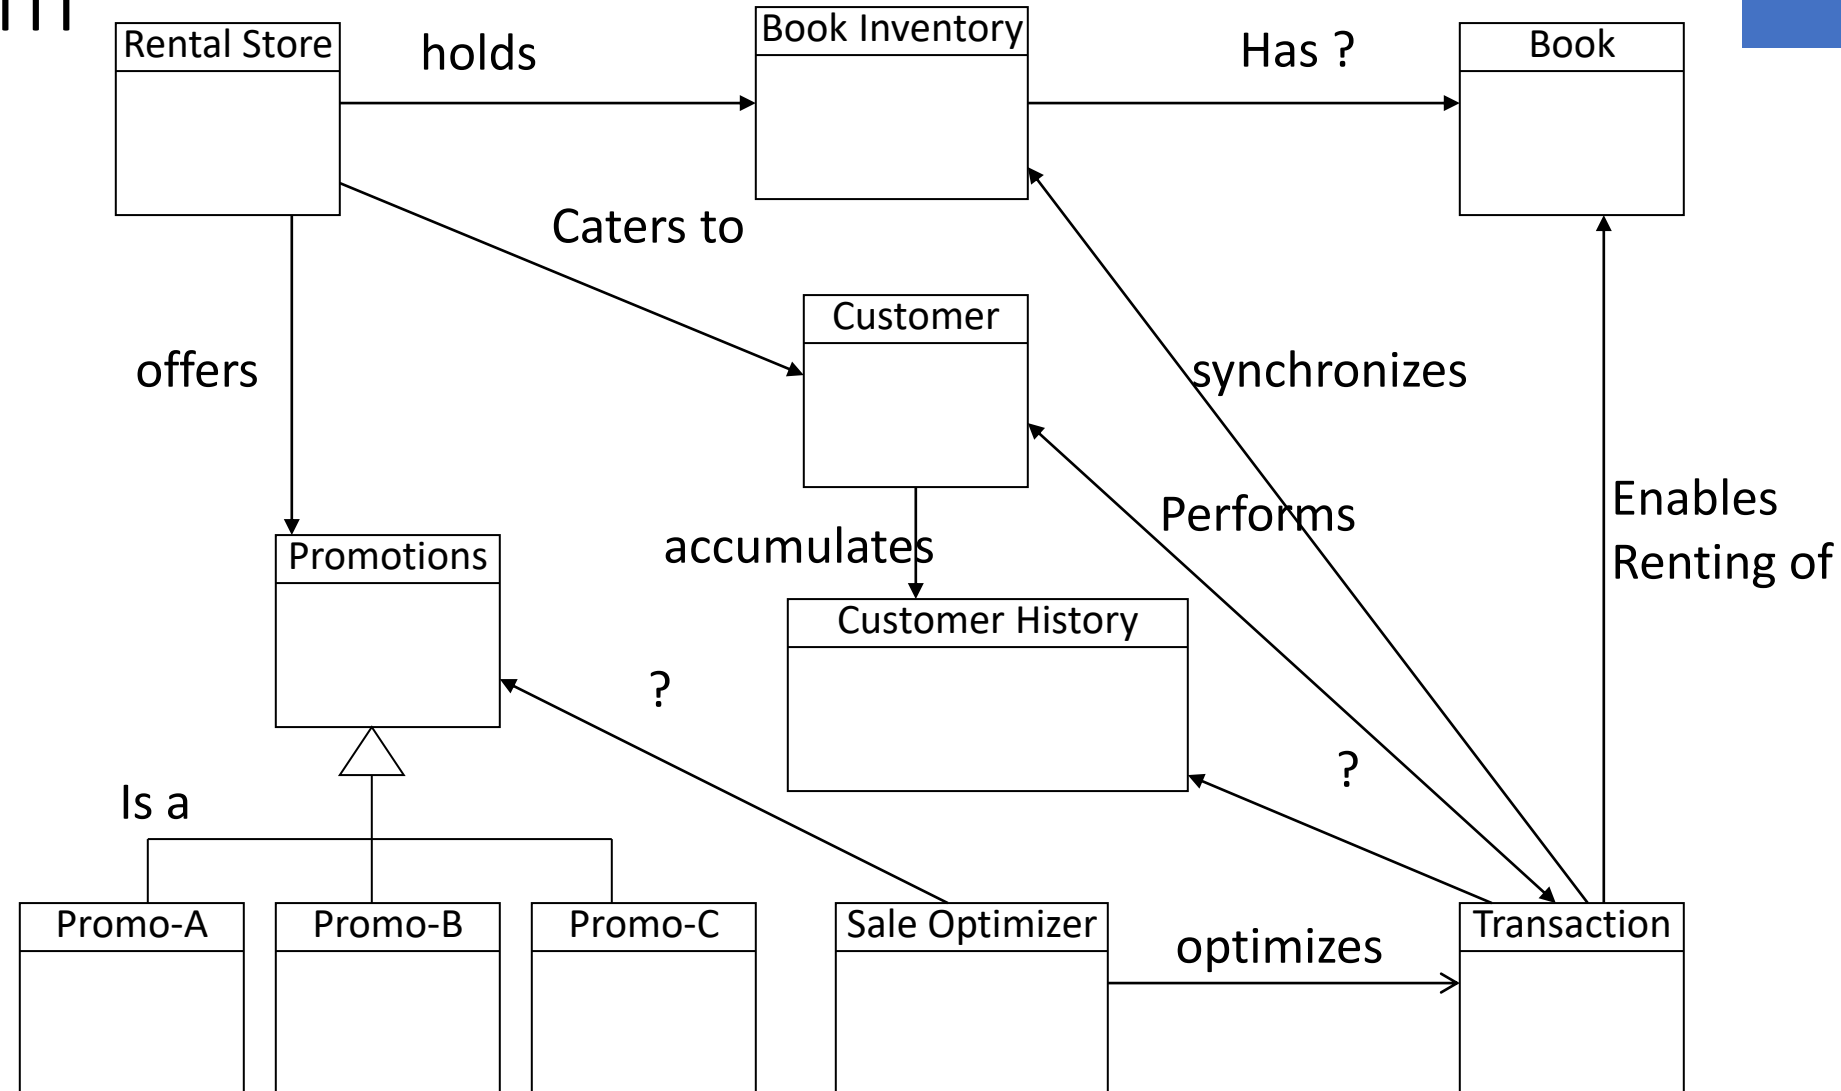 Rental Store
holds
Book Inventory
Has ?
Book
Caters to
Customer
offers
synchronizes
Performs
Enables
Renting of
accumulates
Promotions
Customer History
?
?
Is a
Promo-A
Promo-B
Promo-C
Sale Optimizer
optimizes
Transaction